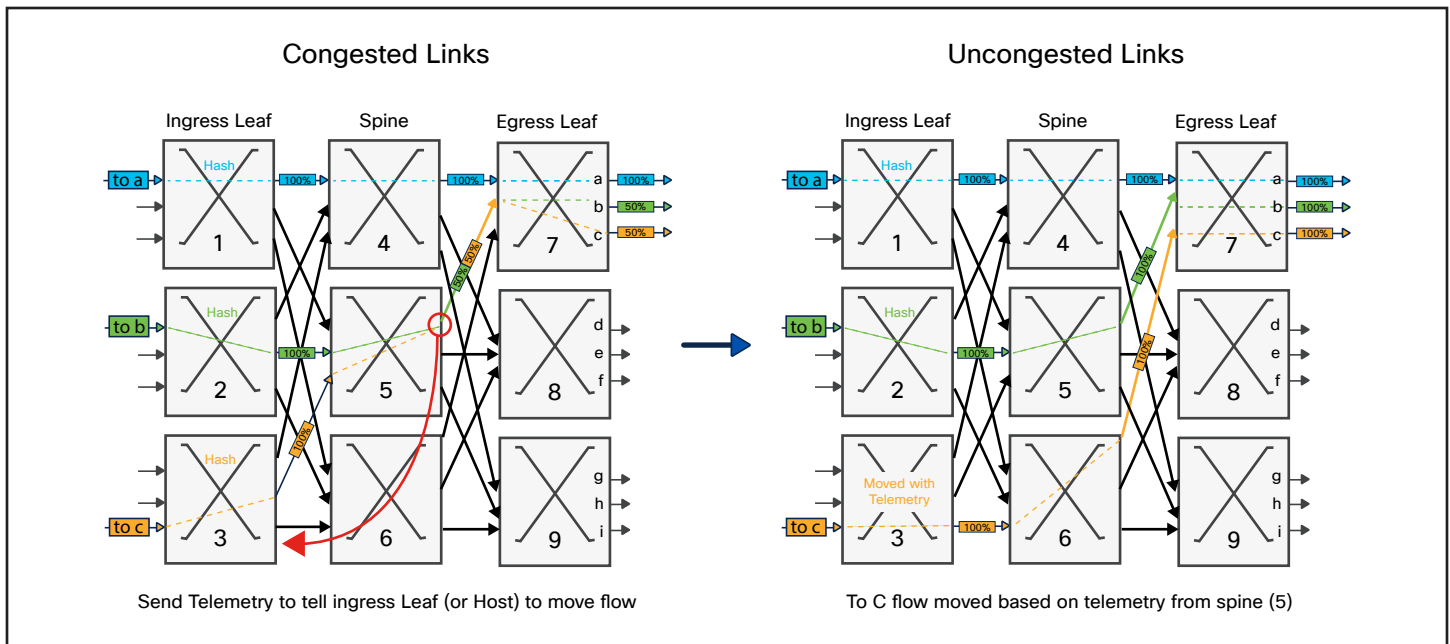 Congested Links
Uncongested Links
Ingress Leaf
Spine
Egress Leaf
Ingress Leaf
Spine
Egress Leaf
to a
Hash
100%
100%
a
100%
b
50%
c
50%
1
4
7
50%
50%
to b
Hash
100%
2
5
d
e
f
8
100%
Hash
to c
3
6
g
h
i
9
to a
Hash
100%
100%
a
100%
b
100%
c
100%
1
4
7
100%
to b
Hash
100%
2
5
100%
d
e
f
8
Moved with
Telemetry
to c
100%
3
6
g
h
i
9
Send Telemetry to tell ingress Leaf (or Host) to move flow
To C flow moved based on telemetry from spine (5)